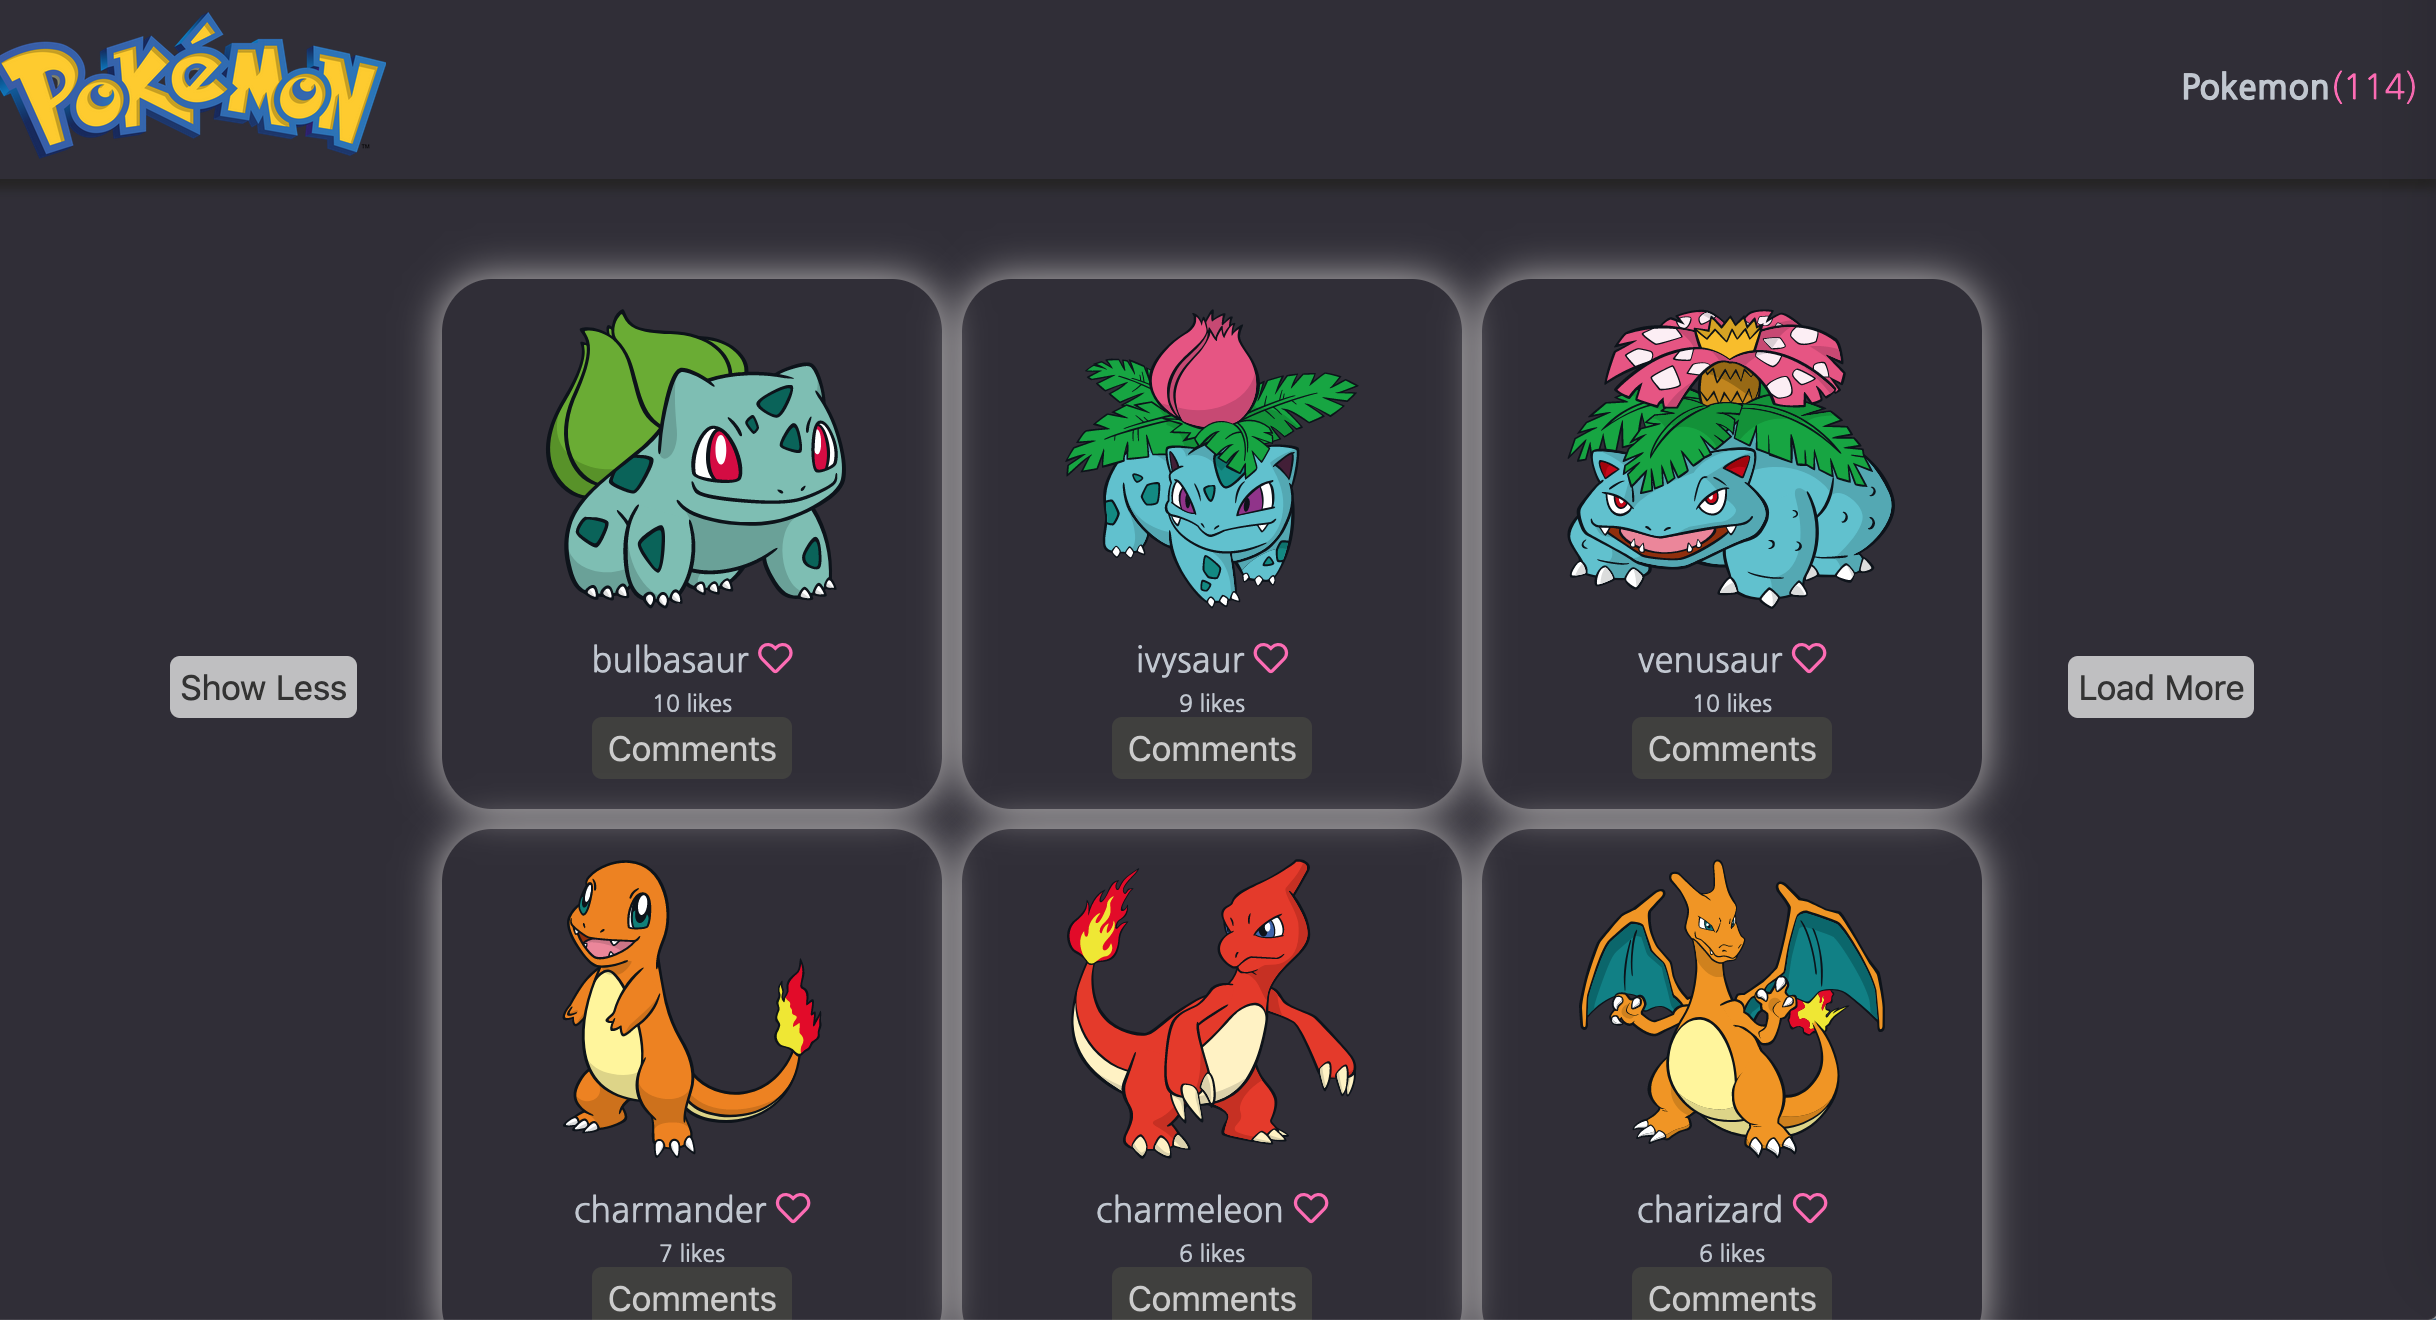 Pokémon
TM
Pokemon(114)
bulbasaur
10 likes
Comments
ivysaur
9 likes
Comments
venusaur
10 likes
Comments
Show Less
Load More
charmander
7 likes
Comments
charmeleon
6 likes
Comments
charizard
6 likes
Comments